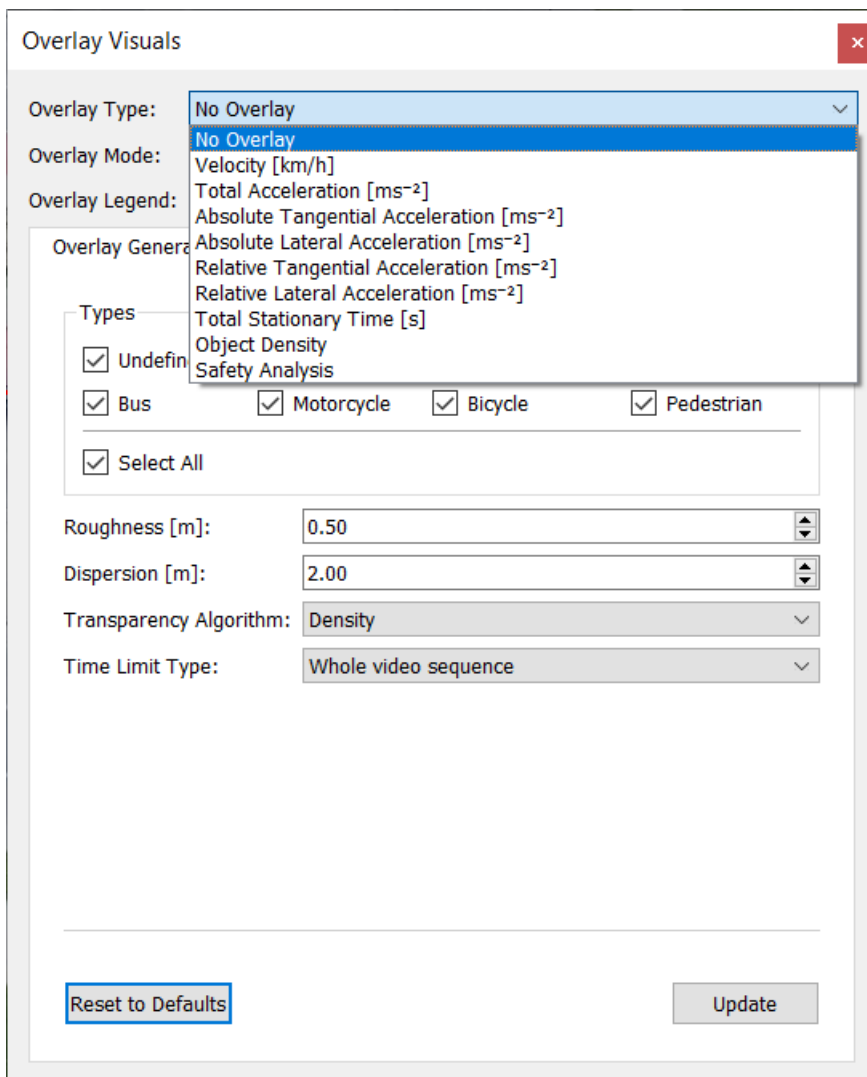 Overlay Visuals
Overlay Type: No Overlay
No Overlay
Overlay Mode:
Velocity [km/h]
Total Acceleration [ms⁻²]
Overlay Legend:
Absolute Tangential Acceleration [ms⁻²]
Absolute Lateral Acceleration [ms⁻²]
Relative Tangential Acceleration [ms⁻²]
Relative Lateral Acceleration [ms⁻²]
Total Stationary Time [s]
Object Density
Safety Analysis
Overlay Genera
Types
Undefin
Bus Motorcycle Bicycle Pedestrian
Select All
Roughness [m]: 0.50
Dispersion [m]: 2.00
Transparency Algorithm: Density
Time Limit Type: Whole video sequence
Reset to Defaults Update